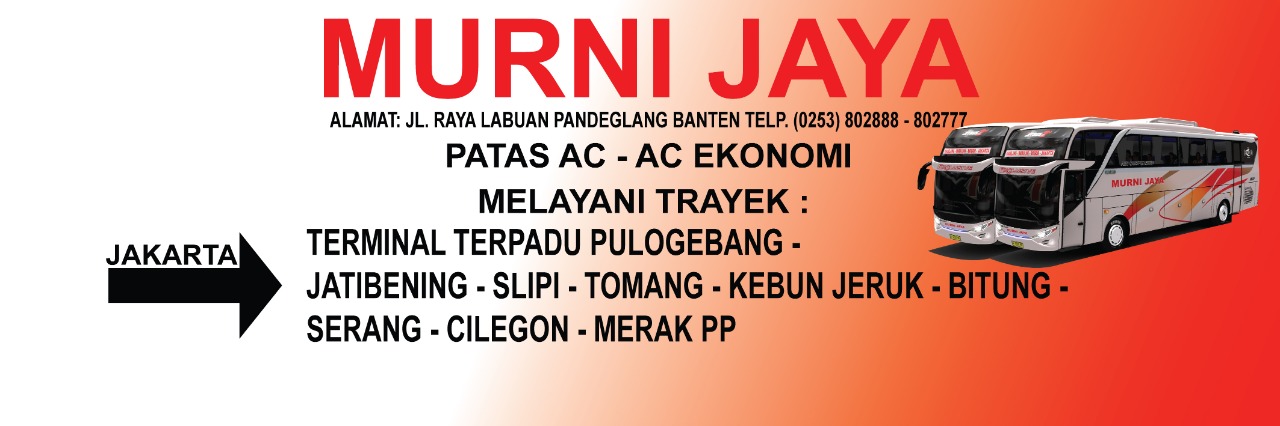 MURNI JAYA
ALAMAT: JL. RAYA LABUAN PANDEGLANG BANTEN TELP. (0253) 802888 - 802777
PATAS AC - AC EKONOMI
MELAYANI TRAYEK :
JAKARTA
TERMINAL TERPADU PULOGEBANG -
JATIBENING - SLIPI - TOMANG - KEBUN JERUK - BITUNG -
SERANG - CILEGON - MERAK PP
MURNI JAYA